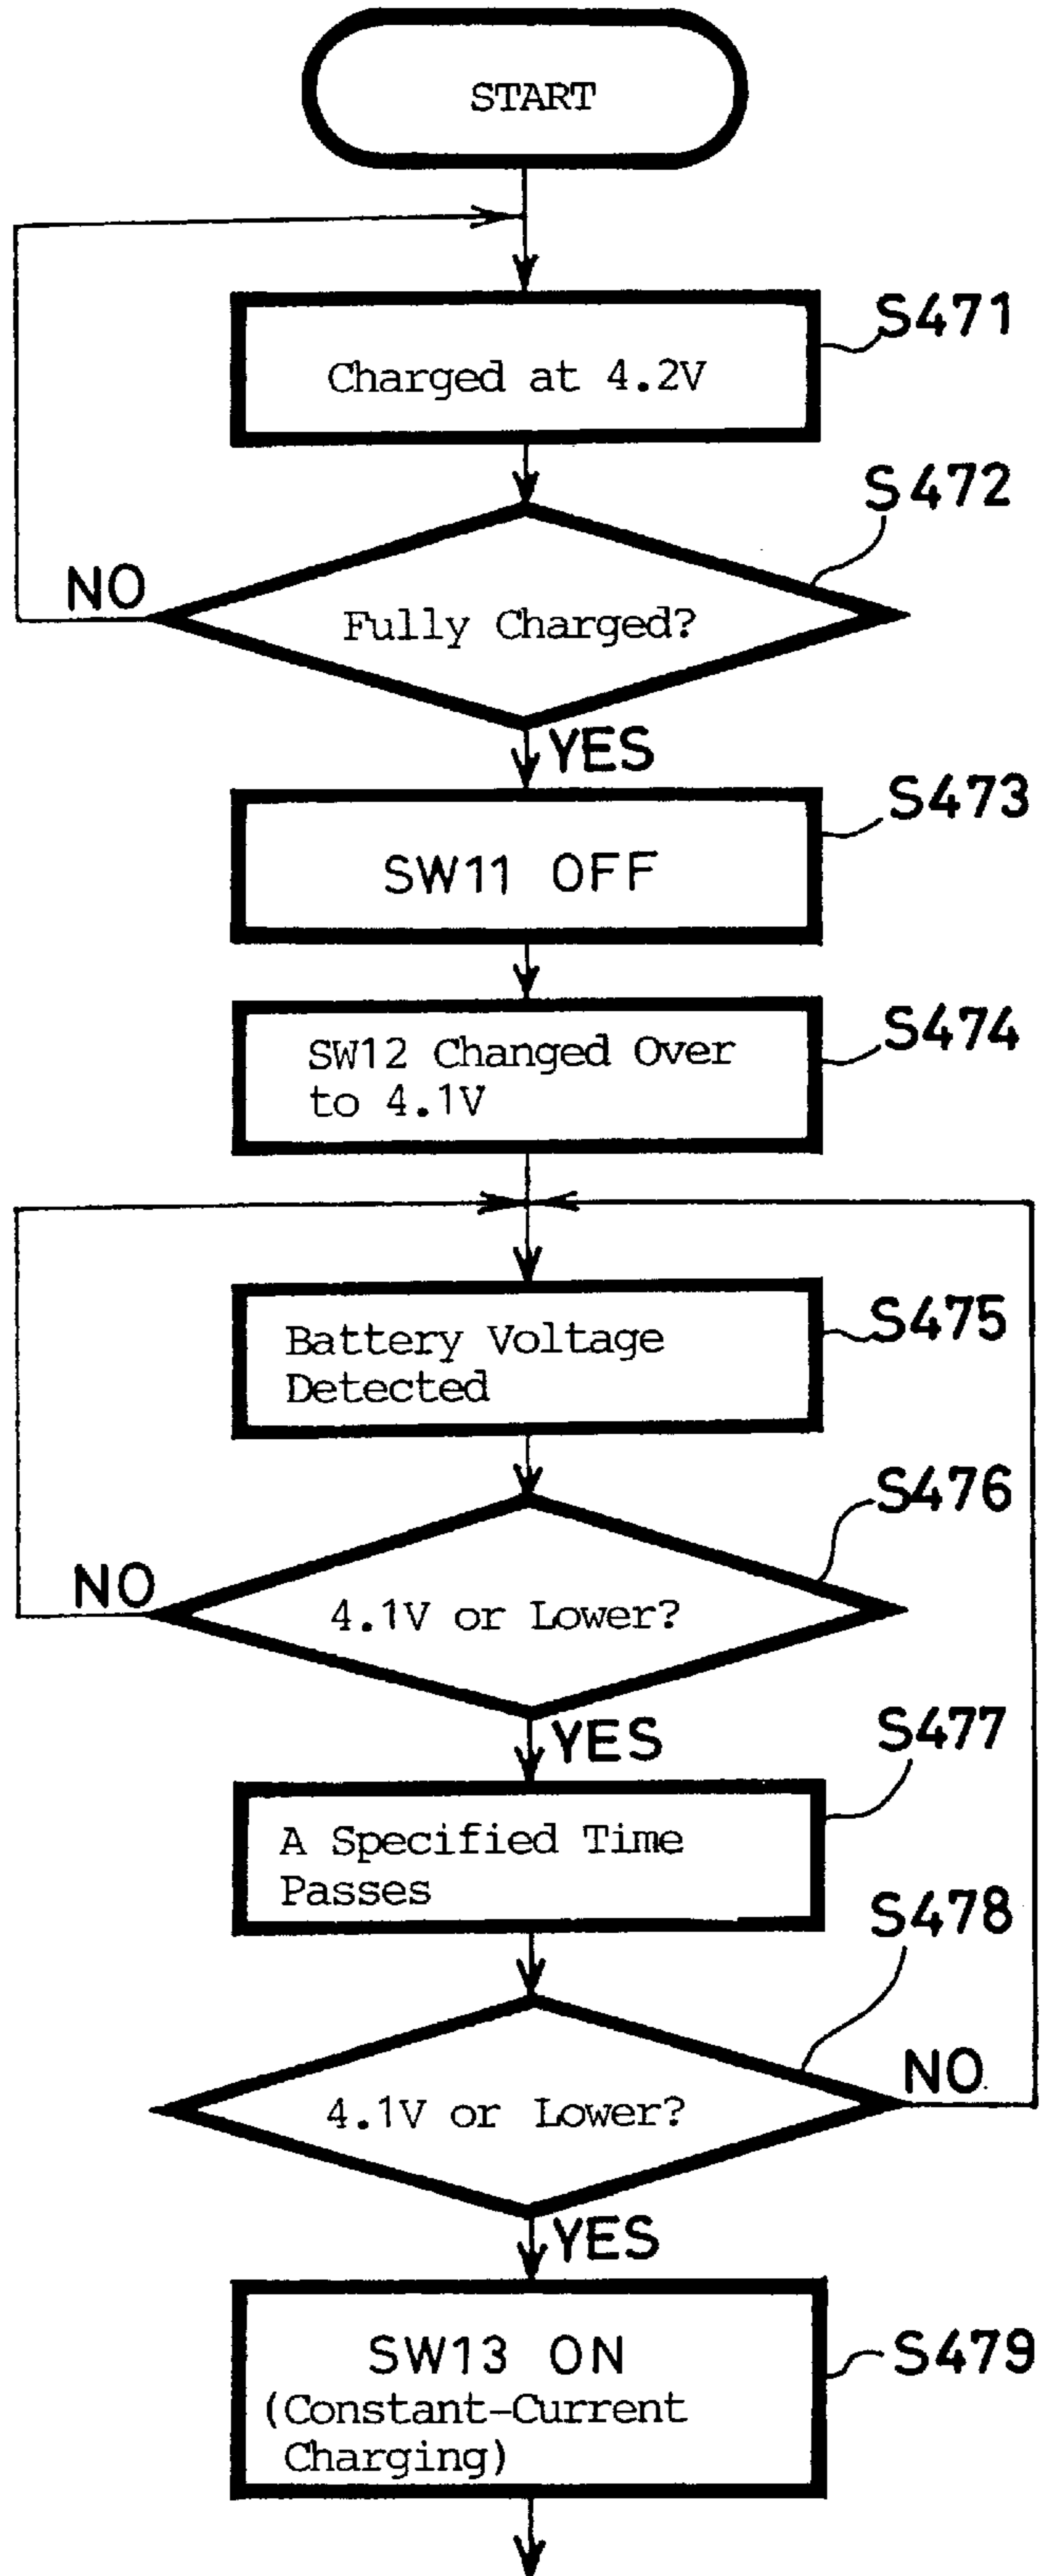 START
S471
Charged at 4.2V
S472
NO
Fully Charged?
YES
S473
SW11 OFF
S474
SW12 Changed Over
to 4.1V
S475
Battery Voltage
Detected
S476
NO
4.1V or Lower?
YES
S477
A Specified Time
Passes
S478
NO
4.1V or Lower?
YES
S479
SW13 ON
(Constant-Current
Charging)